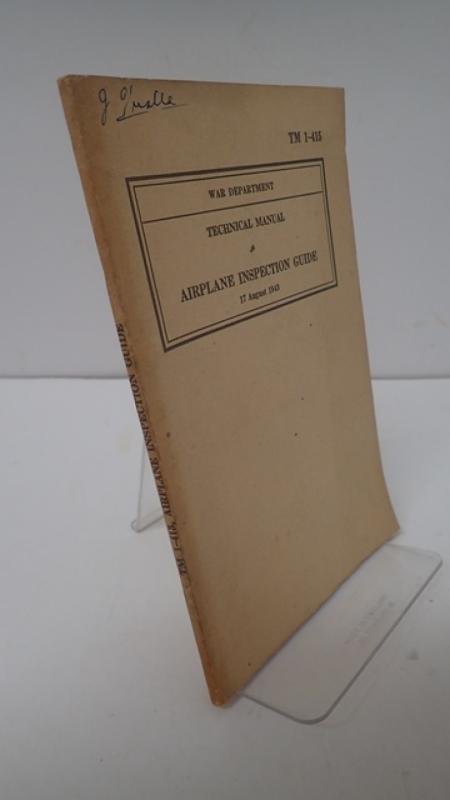 TM 1-415
WAR DEPARTMENT
TECHNICAL MANUAL
AIRPLANE INSPECTION GUIDE
17 August 1943
TM 1-415, AIRPLANE INSPECTION GUIDE